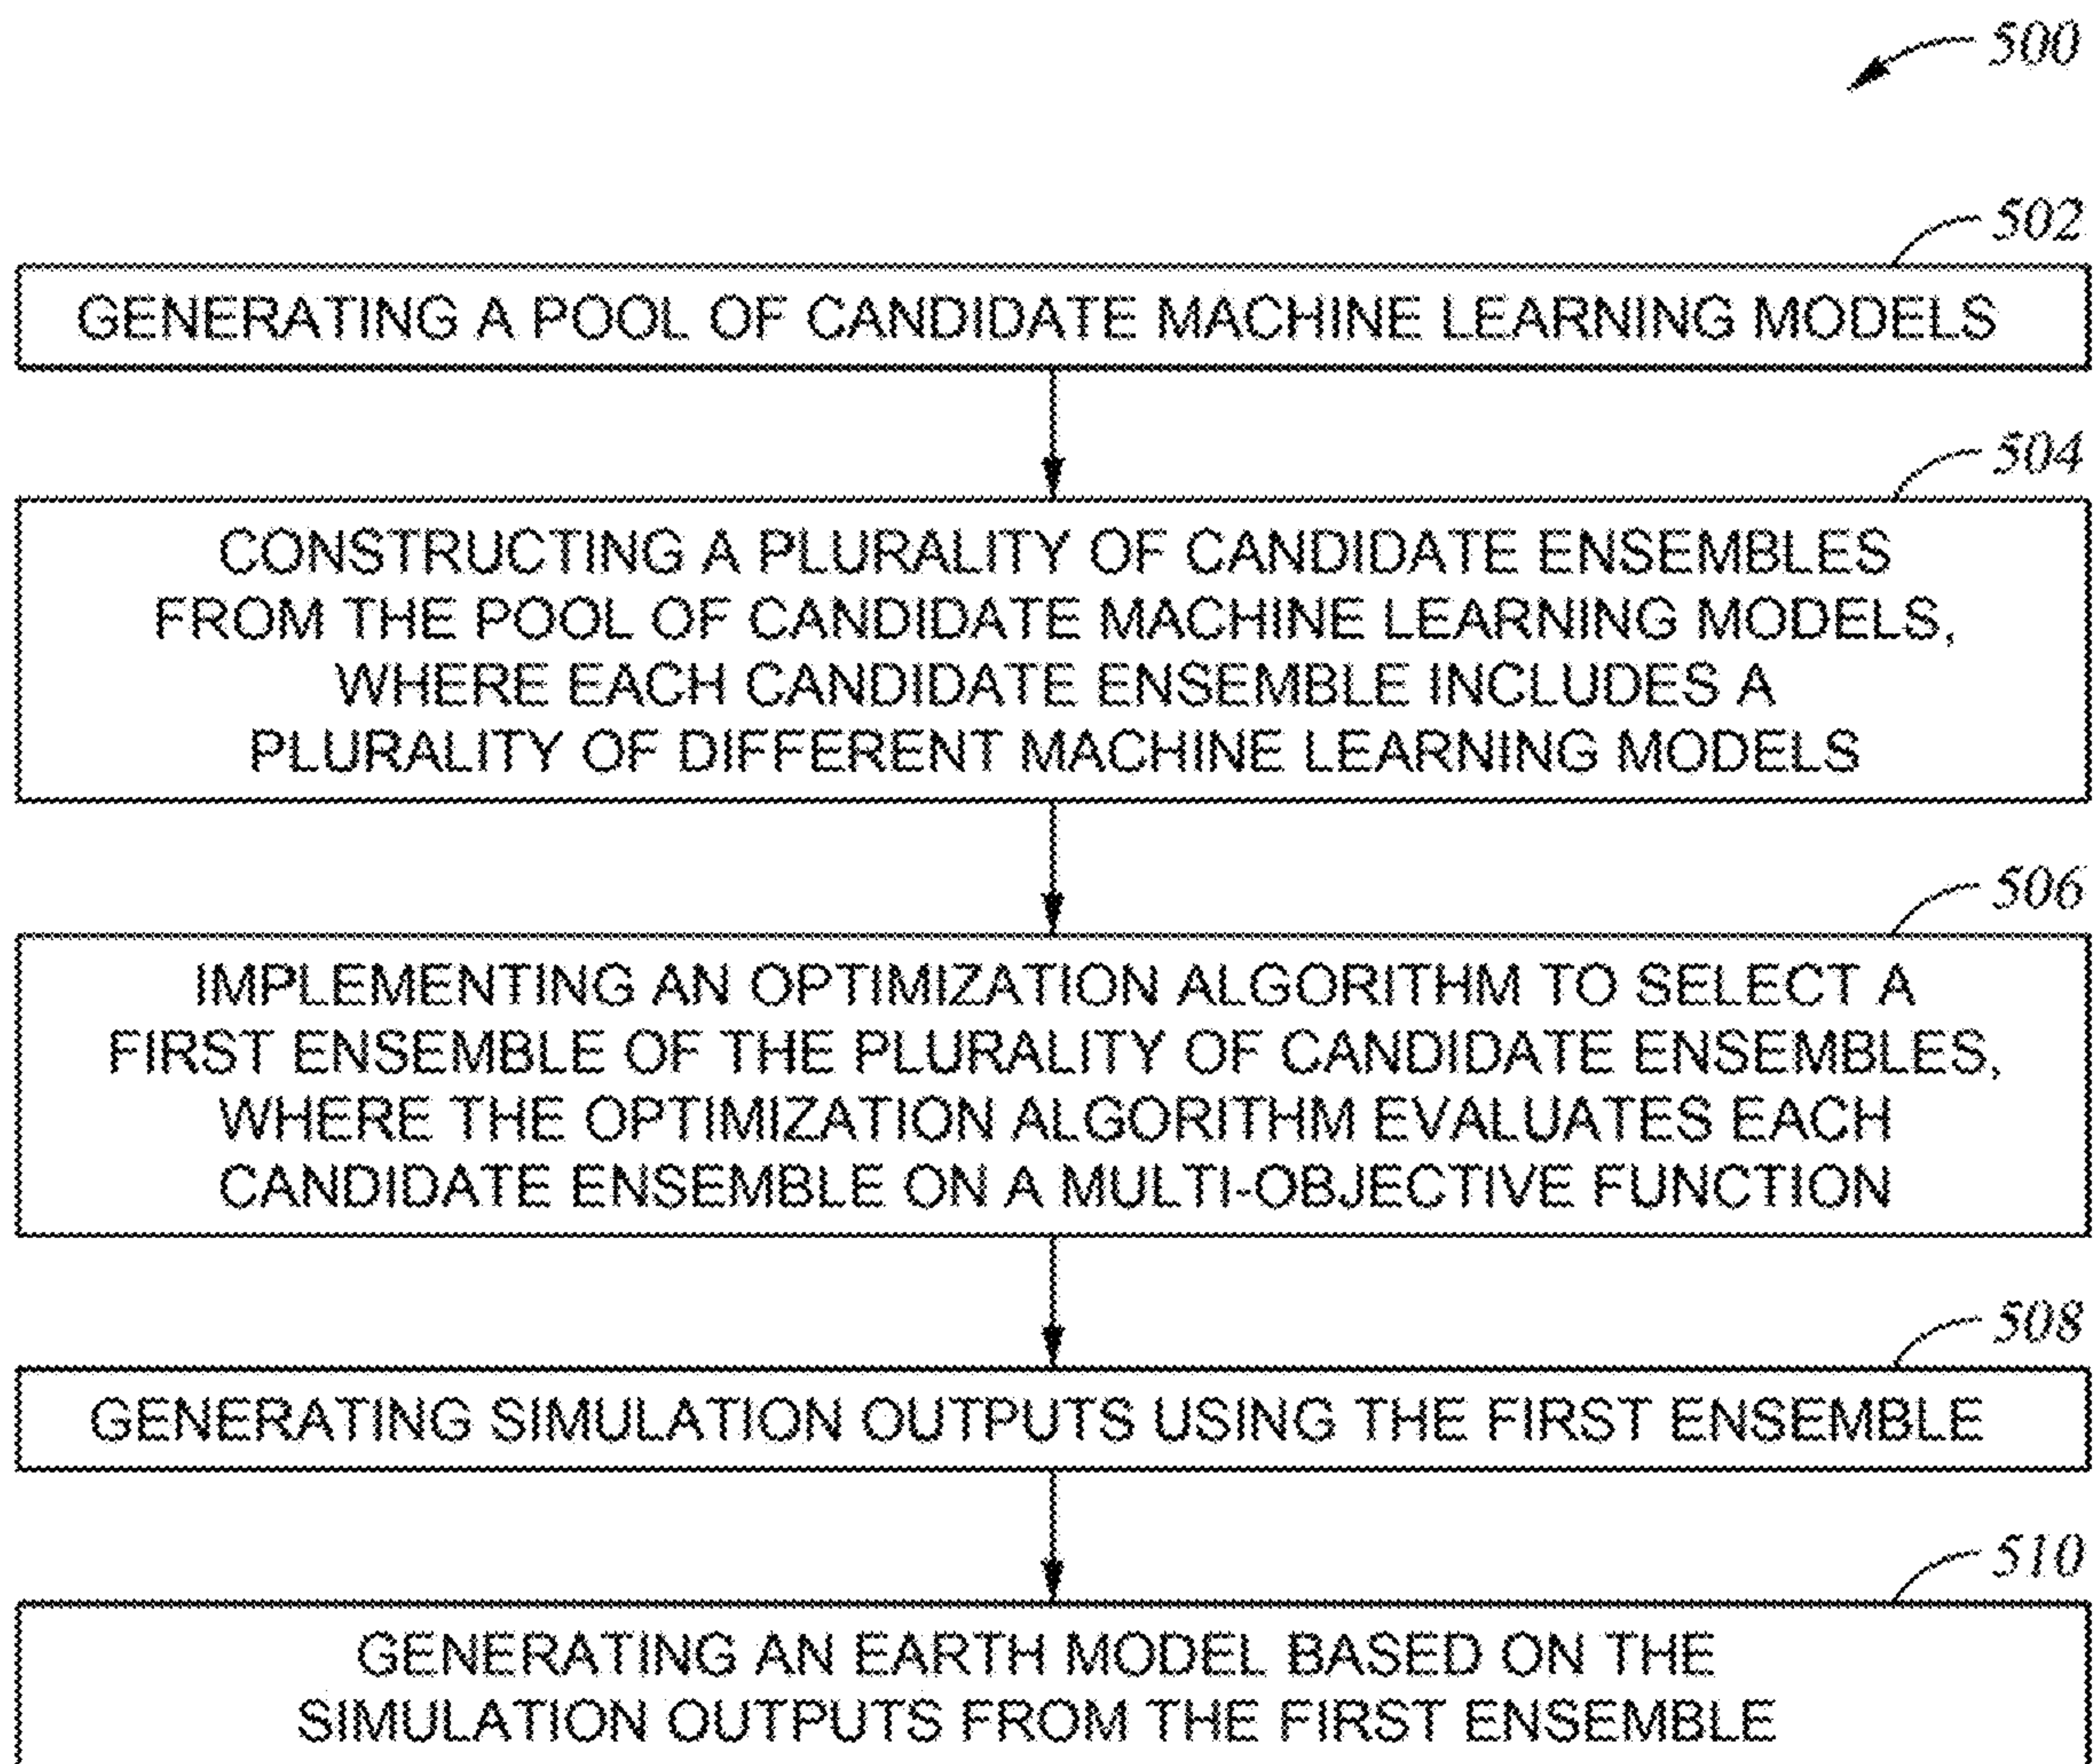 500
502
GENERATING A POOL OF CANDIDATE MACHINE LEARNING MODELS
504
CONSTRUCTING A PLURALITY OF CANDIDATE ENSEMBLES
FROM THE POOL OF CANDIDATE MACHINE LEARNING MODELS,
WHERE EACH CANDIDATE ENSEMBLE INCLUDES A
PLURALITY OF DIFFERENT MACHINE LEARNING MODELS
506
IMPLEMENTING AN OPTIMIZATION ALGORITHM TO SELECT A
FIRST ENSEMBLE OF THE PLURALITY OF CANDIDATE ENSEMBLES,
WHERE THE OPTIMIZATION ALGORITHM EVALUATES EACH
CANDIDATE ENSEMBLE ON A MULTI-OBJECTIVE FUNCTION
508
GENERATING SIMULATION OUTPUTS USING THE FIRST ENSEMBLE
510
GENERATING AN EARTH MODEL BASED ON THE
SIMULATION OUTPUTS FROM THE FIRST ENSEMBLE